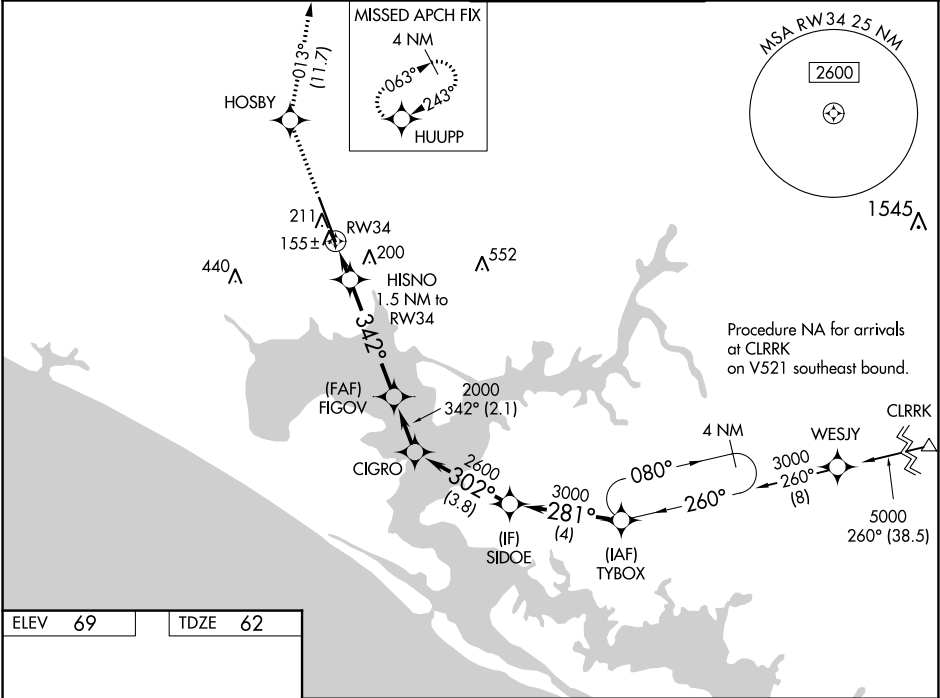 MISSED APCH FIX
4 NM
063°
243°
HUUPP
MSA RW34 25 NM
2600
013°
(11.7)
HOSBY
1545
211
RW34
155±
200
552
440
HISNO
1.5 NM to
RW34
342°
Procedure NA for arrivals
at CLRRK
on V521 southeast bound.
(FAF)
FIGOV
2000
342° (2.1)
CLRRK
4 NM
WESJY
CIGRO
2600
302°
(3.8)
080°
260°
3000
260°
(8)
3000
281°
(4)
5000
260° (38.5)
(IF)
SIDOE
(IAF)
TYBOX
ELEV 69
TDZE 62